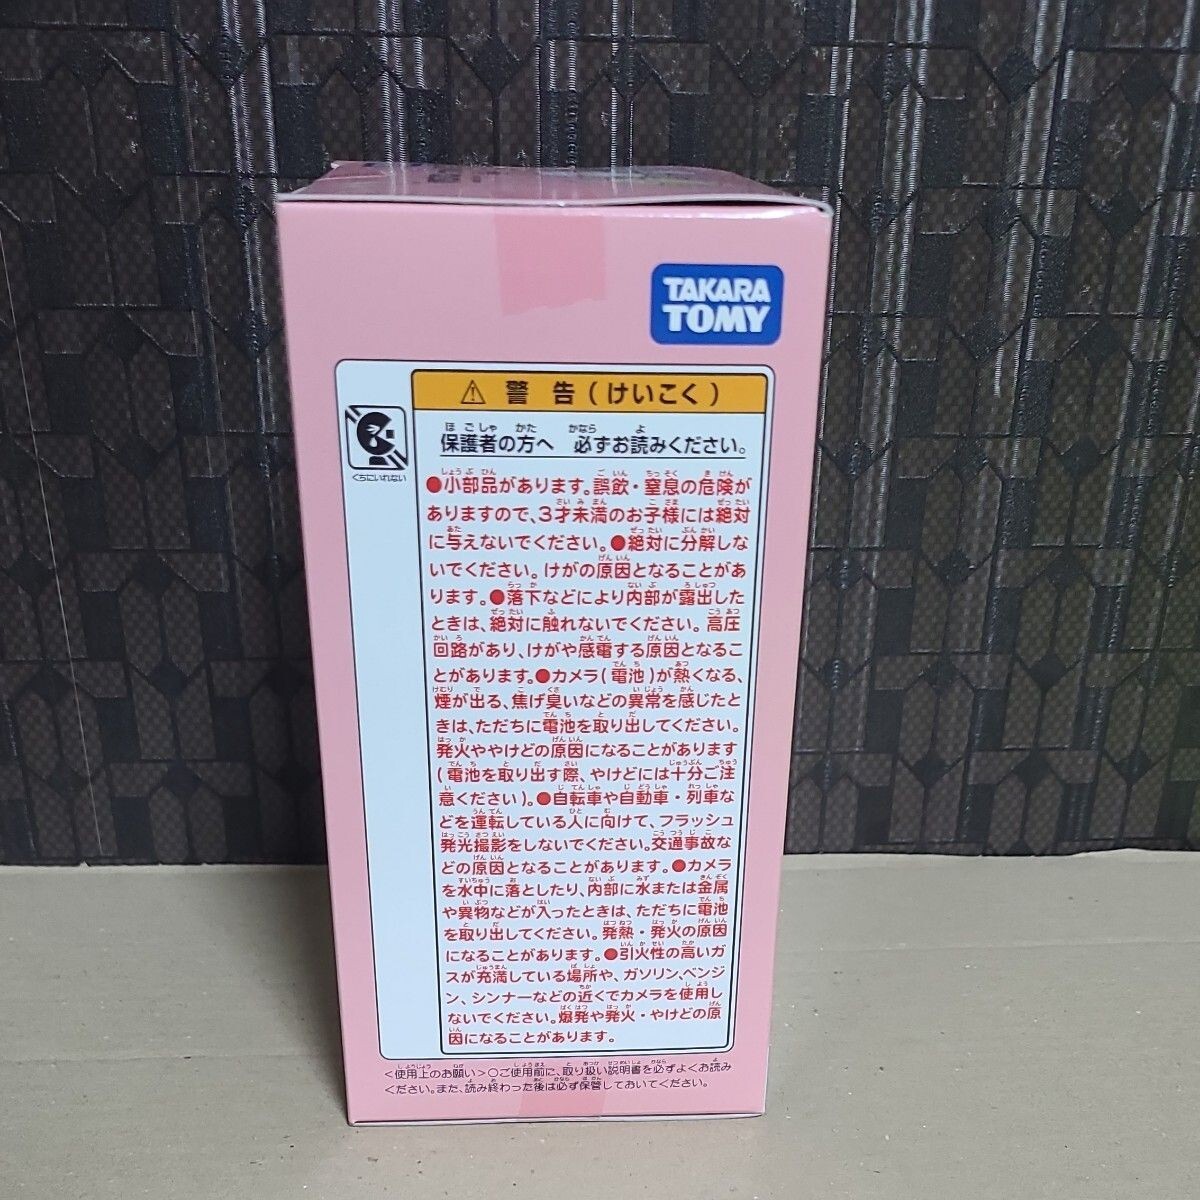 TAKARA
TOMY
⚠ 警告(けいこく)
保護者の方へ 必ずお読みください。
くちにいれない
●小部品があります。誤飲・窒息の危険が
ありますので、3才未満のお子様には絶対
に与えないでください。●絶対に分解しな
いでください。けがの原因となることがあ
ります。●落下などにより内部が露出した
ときは、絶対に触れないでください。高圧
回路があり、けがや感電する原因となるこ
とがあります。●カメラ(電池)が熱くなる、
煙が出る、焦げ臭いなどの異常を感じたと
きは、ただちに電池を取り出してください。
発火ややけどの原因になることがあります
(電池を取り出す際、やけどには十分ご注
意ください)。●自転車や自動車・列車な
どを運転している人に向けて、フラッシュ
発光撮影をしないでください。交通事故な
どの原因となることがあります。●カメラ
を水中に落としたり、内部に水または金属
や異物などが入ったときは、ただちに電池
を取り出してください。発熱・発火の原因
になることがあります。●引火性の高いガ
スが充満している場所や、ガソリン、ベンジ
ン、シンナーなどの近くでカメラを使用し
ないでください。爆発や発火・やけどの原
因になることがあります。
<使用上のお願い>○ご使用前に、取り扱い説明書を必ずよくお読み
ください。また、読み終わった後は必ず保管しておいてください。